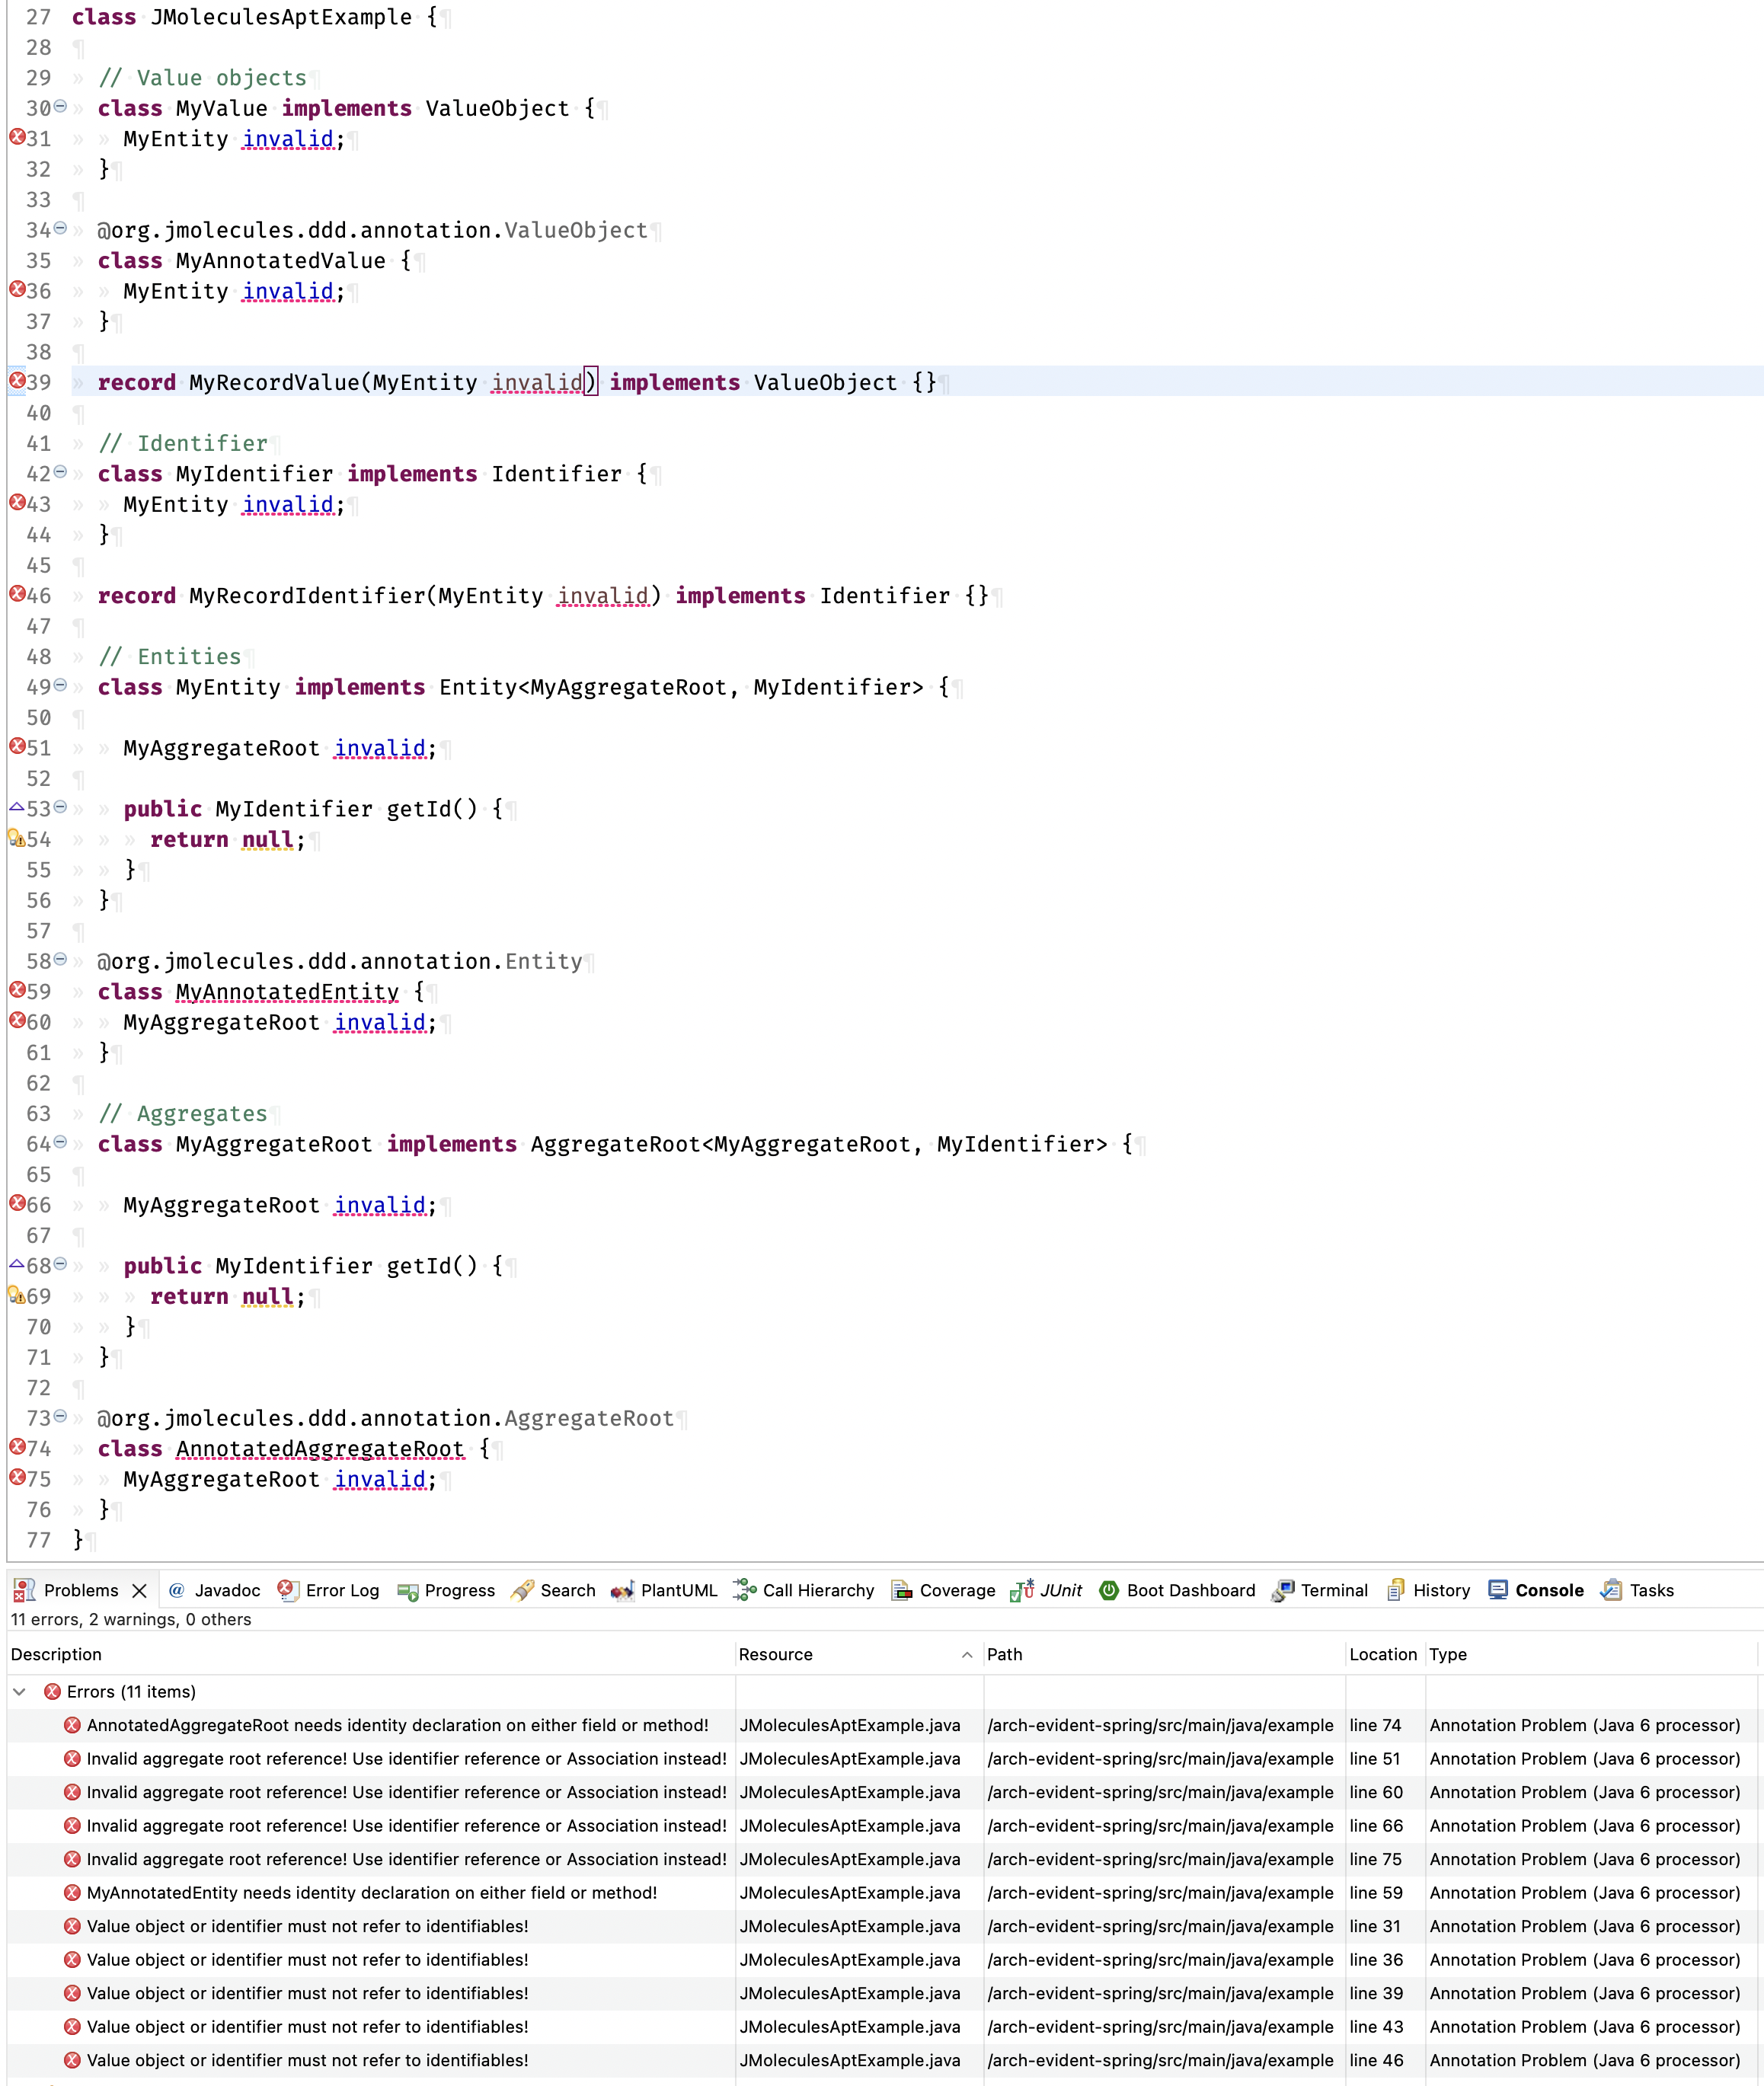 27 class JMoleculesAptExample {
28
29 // Value objects
30 class MyValue implements ValueObject {
31 MyEntity invalid;
32 }
33
34 @org.jmolecules.ddd.annotation.ValueObject
35 class MyAnnotatedValue {
36 MyEntity invalid;
37 }
38
39 record MyRecordValue(MyEntity invalid) implements ValueObject {}
40
41 // Identifier
42 class MyIdentifier implements Identifier {
43 MyEntity invalid;
44 }
45
46 record MyRecordIdentifier(MyEntity invalid) implements Identifier {}
47
48 // Entities
49 class MyEntity implements Entity<MyAggregateRoot, MyIdentifier> {
50
51 MyAggregateRoot invalid;
52
53 public MyIdentifier getId() {
54 return null;
55 }
56 }
57
58 @org.jmolecules.ddd.annotation.Entity
59 class MyAnnotatedEntity {
60 MyAggregateRoot invalid;
61 }
62
63 // Aggregates
64 class MyAggregateRoot implements AggregateRoot<MyAggregateRoot, MyIdentifier> {
65
66 MyAggregateRoot invalid;
67
68 public MyIdentifier getId() {
69 return null;
70 }
71 }
72
73 @org.jmolecules.ddd.annotation.AggregateRoot
74 class AnnotatedAggregateRoot {
75 MyAggregateRoot invalid;
76 }
77 }
Problems Javadoc Error Log Progress Search PlantUML Call Hierarchy Coverage JUnit Boot Dashboard Terminal History Console Tasks
11 errors, 2 warnings, 0 others
Description Resource Path Location Type
Errors (11 items)
AnnotatedAggregateRoot needs identity declaration on either field or method! JMoleculesAptExample.java /arch-evident-spring/src/main/java/example line 74 Annotation Problem (Java 6 processor)
Invalid aggregate root reference! Use identifier reference or Association instead! JMoleculesAptExample.java /arch-evident-spring/src/main/java/example line 51 Annotation Problem (Java 6 processor)
Invalid aggregate root reference! Use identifier reference or Association instead! JMoleculesAptExample.java /arch-evident-spring/src/main/java/example line 60 Annotation Problem (Java 6 processor)
Invalid aggregate root reference! Use identifier reference or Association instead! JMoleculesAptExample.java /arch-evident-spring/src/main/java/example line 66 Annotation Problem (Java 6 processor)
Invalid aggregate root reference! Use identifier reference or Association instead! JMoleculesAptExample.java /arch-evident-spring/src/main/java/example line 75 Annotation Problem (Java 6 processor)
MyAnnotatedEntity needs identity declaration on either field or method! JMoleculesAptExample.java /arch-evident-spring/src/main/java/example line 59 Annotation Problem (Java 6 processor)
Value object or identifier must not refer to identifiables! JMoleculesAptExample.java /arch-evident-spring/src/main/java/example line 31 Annotation Problem (Java 6 processor)
Value object or identifier must not refer to identifiables! JMoleculesAptExample.java /arch-evident-spring/src/main/java/example line 36 Annotation Problem (Java 6 processor)
Value object or identifier must not refer to identifiables! JMoleculesAptExample.java /arch-evident-spring/src/main/java/example line 39 Annotation Problem (Java 6 processor)
Value object or identifier must not refer to identifiables! JMoleculesAptExample.java /arch-evident-spring/src/main/java/example line 43 Annotation Problem (Java 6 processor)
Value object or identifier must not refer to identifiables! JMoleculesAptExample.java /arch-evident-spring/src/main/java/example line 46 Annotation Problem (Java 6 processor)